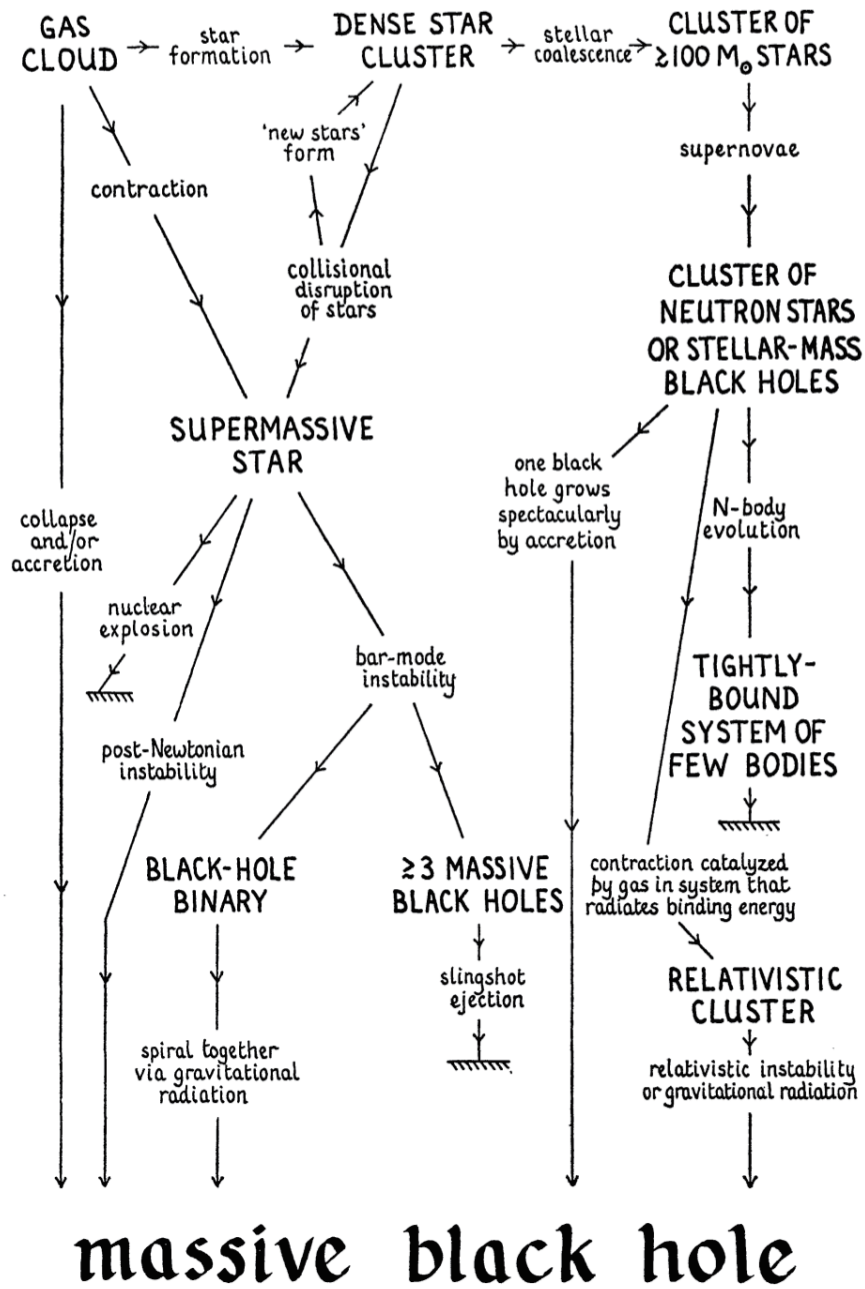 GAS
CLOUD
star
formation
DENSE STAR
CLUSTER
stellar
coalescence
CLUSTER OF
≳100 M☉ STARS
'new stars'
form
supernovae
contraction
collisional
disruption
of stars
CLUSTER OF
NEUTRON STARS
OR STELLAR-MASS
BLACK HOLES
SUPERMASSIVE
STAR
one black
hole grows
spectacularly
by accretion
N-body
evolution
collapse
and/or
accretion
nuclear
explosion
bar-mode
instability
TIGHTLY-
BOUND
SYSTEM OF
FEW BODIES
post-Newtonian
instability
BLACK-HOLE
BINARY
≥3 MASSIVE
BLACK HOLES
contraction catalyzed
by gas in system that
radiates binding energy
slingshot
ejection
RELATIVISTIC
CLUSTER
spiral together
via gravitational
radiation
relativistic instability
or gravitational radiation
massive black hole